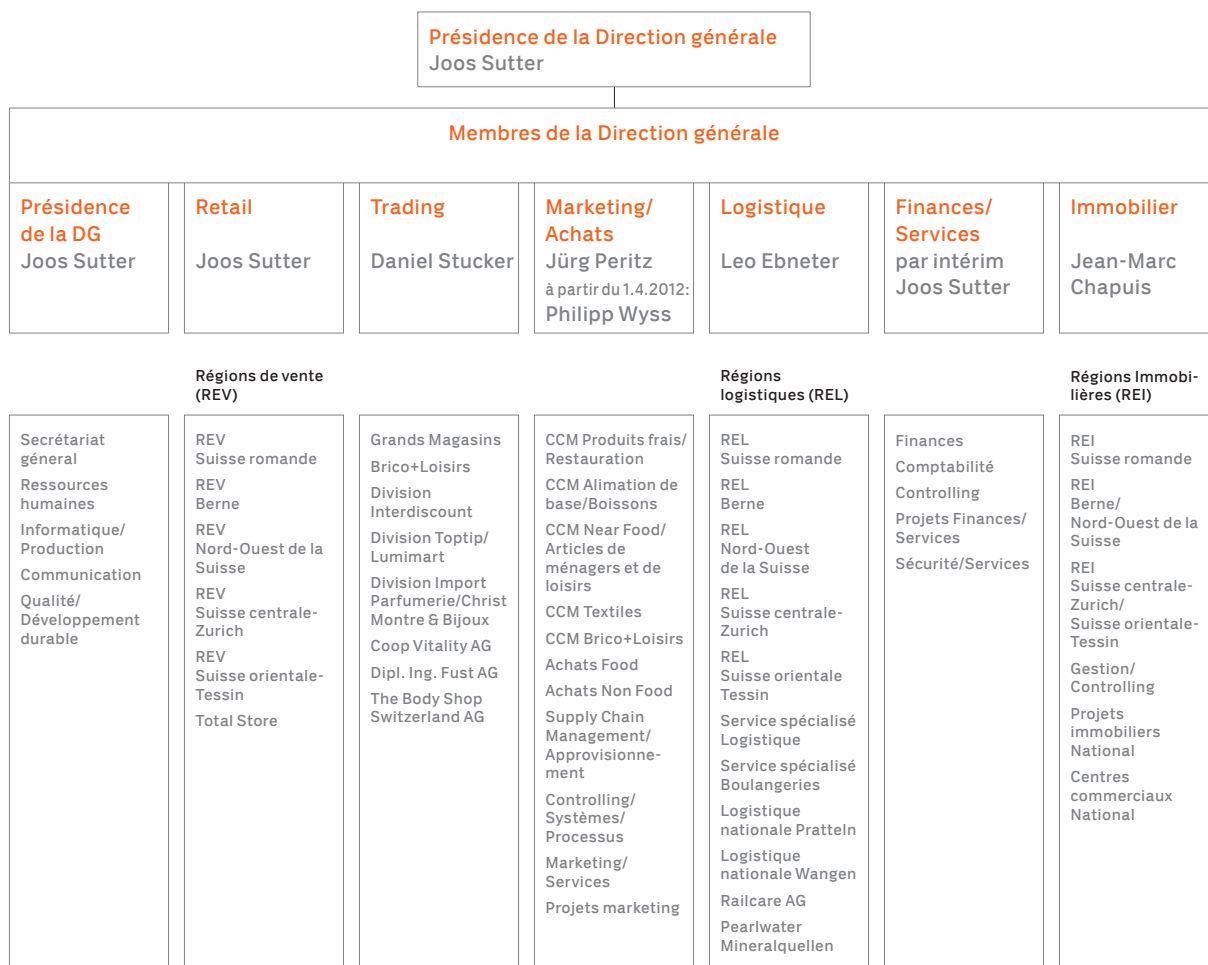 Présidence de la Direction générale
Joos Sutter
Membres de la Direction générale
Présidence
de la DG
Joos Sutter
Retail
Joos Sutter
Trading
Daniel Stucker
Marketing/
Achats
Jürg Peritz
à partir du 1.4.2012:
Philipp Wyss
Logistique
Leo Ebneter
Finances/
Services
par intérim
Joos Sutter
Immobilier
Jean-Marc
Chapuis
Secrétariat
géneral
Ressources
humaines
Informatique/
Production
Communication
Qualité/
Développement
durable
Régions de vente
(REV)
REV
Suisse romande
REV
Berne
REV
Nord-Ouest de la
Suisse
REV
Suisse centrale-
Zurich
REV
Suisse orientale-
Tessin
Total Store
Grands Magasins
Brico+Loisirs
Division
Interdiscount
Division Toptip/
Lumimart
Division Import
Parfumerie/Christ
Montre & Bijoux
Coop Vitality AG
Dipl. Ing. Fust AG
The Body Shop
Switzerland AG
CCM Produits frais/
Restauration
CCM Alimation de
base/Boissons
CCM Near Food/
Articles de
ménagers et de
loisirs
CCM Textiles
CCM Brico+Loisirs
Achats Food
Achats Non Food
Supply Chain
Management/
Approvisionne-
ment
Controlling/
Systèmes/
Processus
Marketing/
Services
Projets marketing
Régions
logistiques (REL)
REL
Suisse romande
REL
Berne
REL
Nord-Ouest
de la Suisse
REL
Suisse centrale-
Zurich
REL
Suisse orientale
Tessin
Service spécialisé
Logistique
Service spécialisé
Boulangeries
Logistique
nationale Pratteln
Logistique
nationale Wangen
Railcare AG
Pearlwater
Mineralquellen
Finances
Comptabilité
Controlling
Projets Finances/
Services
Sécurité/Services
Régions Immobi-
lières (REI)
REI
Suisse romande
REI
Berne/
Nord-Ouest de la
Suisse
REI
Suisse centrale-
Zurich/
Suisse orientale-
Tessin
Gestion/
Controlling
Projets
immobiliers
National
Centres
commerciaux
National